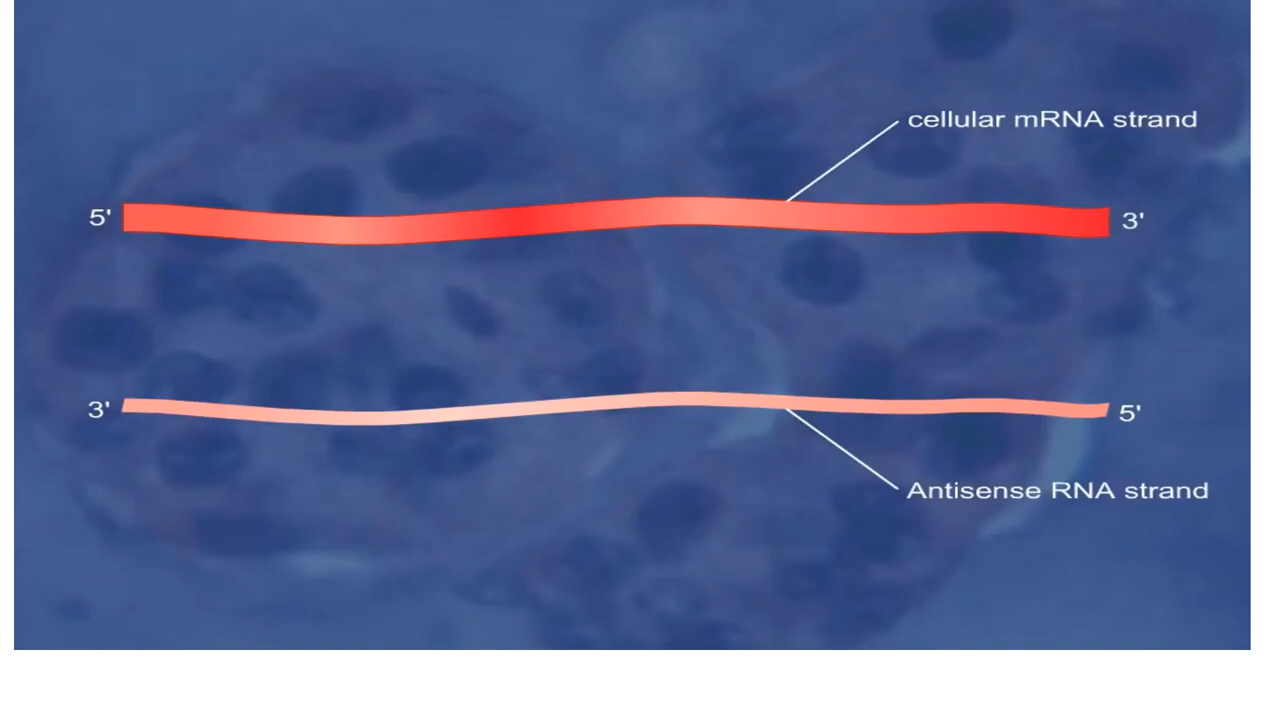 cellular mRNA strand
5'
3'
3'
5'
Antisense RNA strand